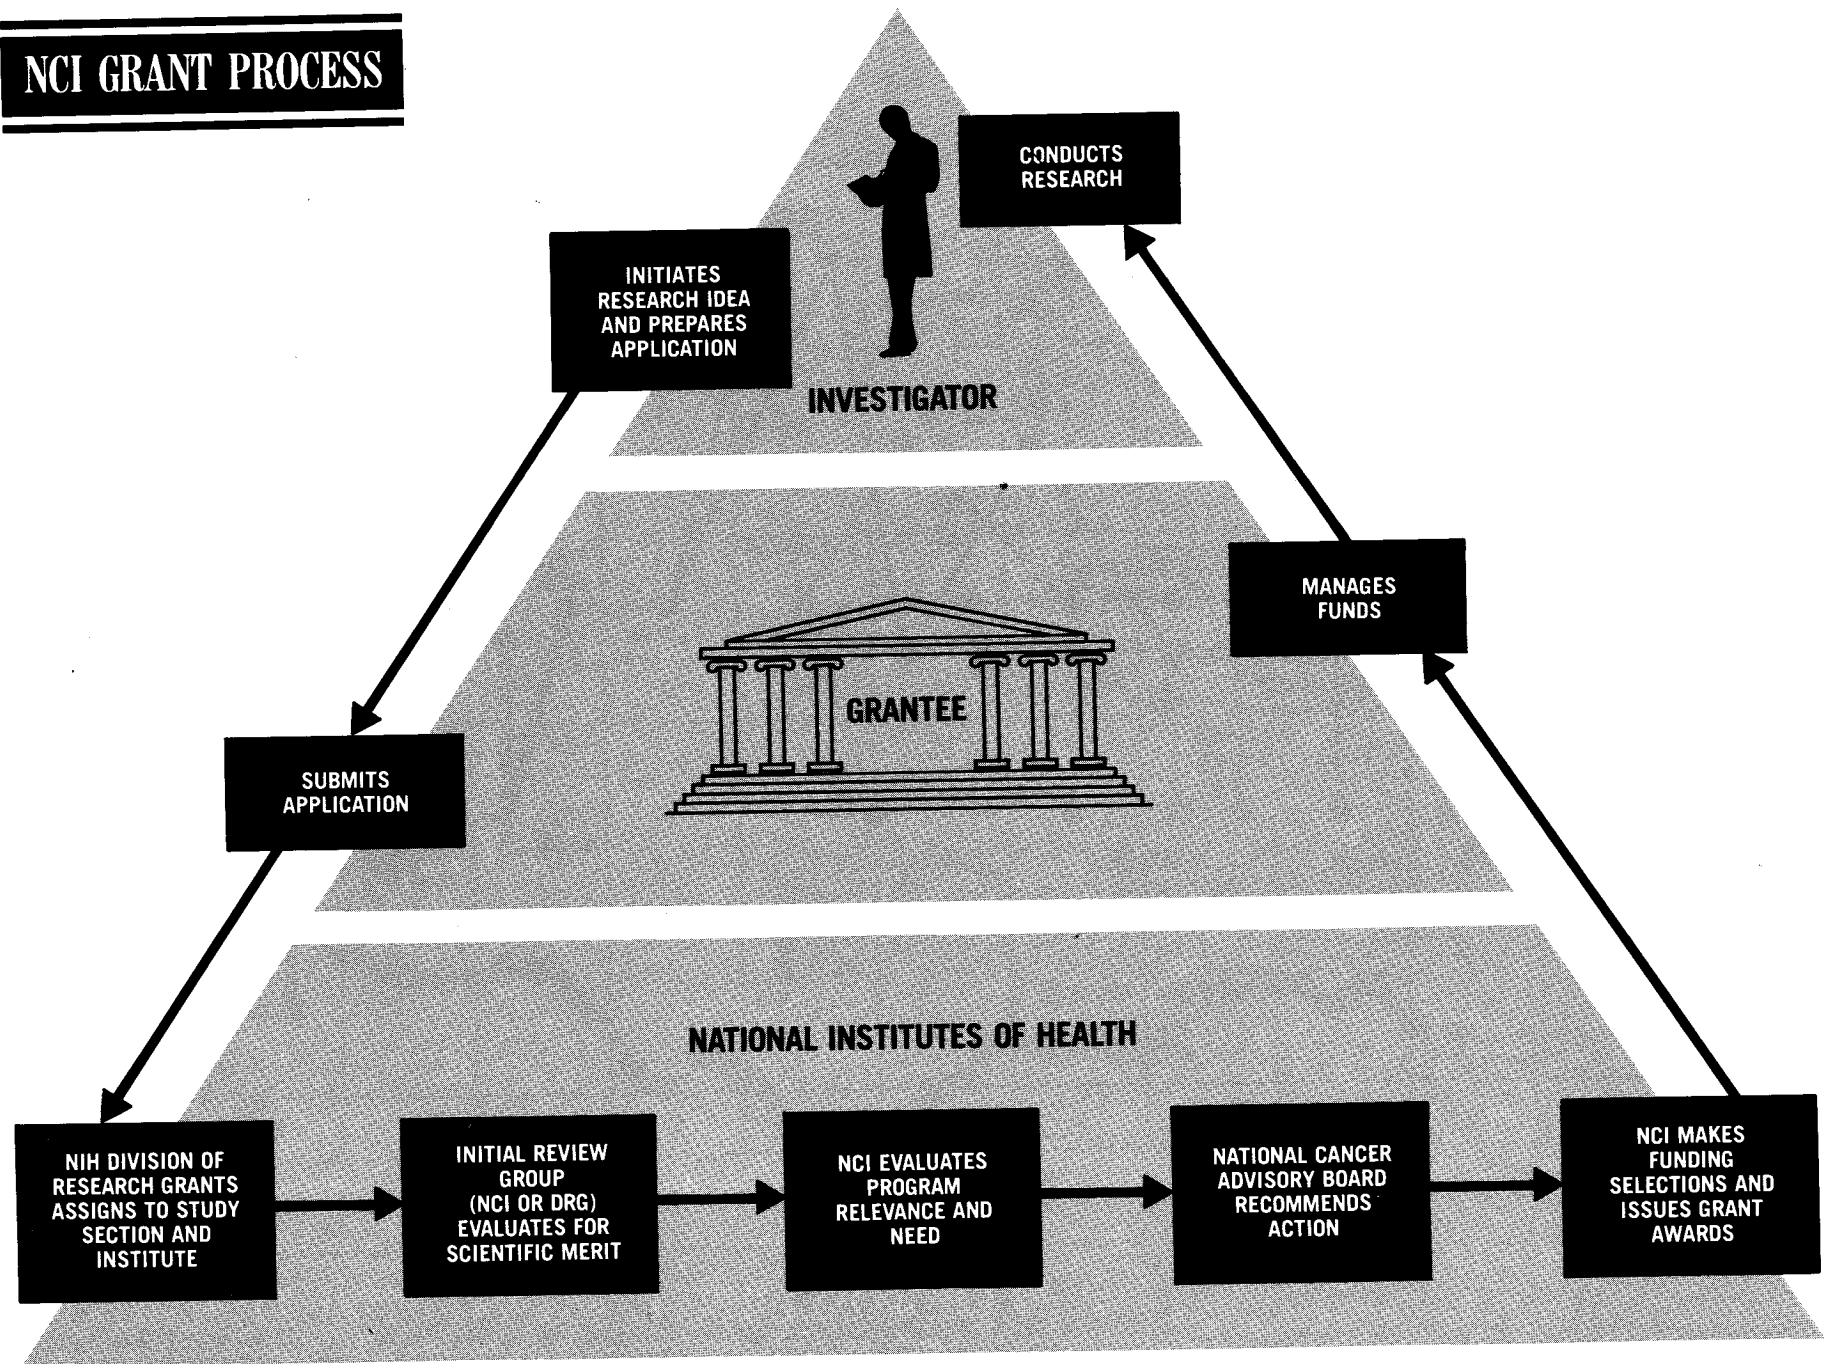 NCI GRANT PROCESS
CONDUCTS
RESEARCH
INITIATES
RESEARCH IDEA
AND PREPARES
APPLICATION
INVESTIGATOR
MANAGES
FUNDS
GRANTEE
SUBMITS
APPLICATION
NATIONAL INSTITUTES OF HEALTH
NIH DIVISION OF
RESEARCH GRANTS
ASSIGNS TO STUDY
SECTION AND
INSTITUTE
INITIAL REVIEW
GROUP
(NCI OR DRG)
EVALUATES FOR
SCIENTIFIC MERIT
NCI EVALUATES
PROGRAM
RELEVANCE AND
NEED
NATIONAL CANCER
ADVISORY BOARD
RECOMMENDS
ACTION
NCI MAKES
FUNDING
SELECTIONS AND
ISSUES GRANT
AWARDS